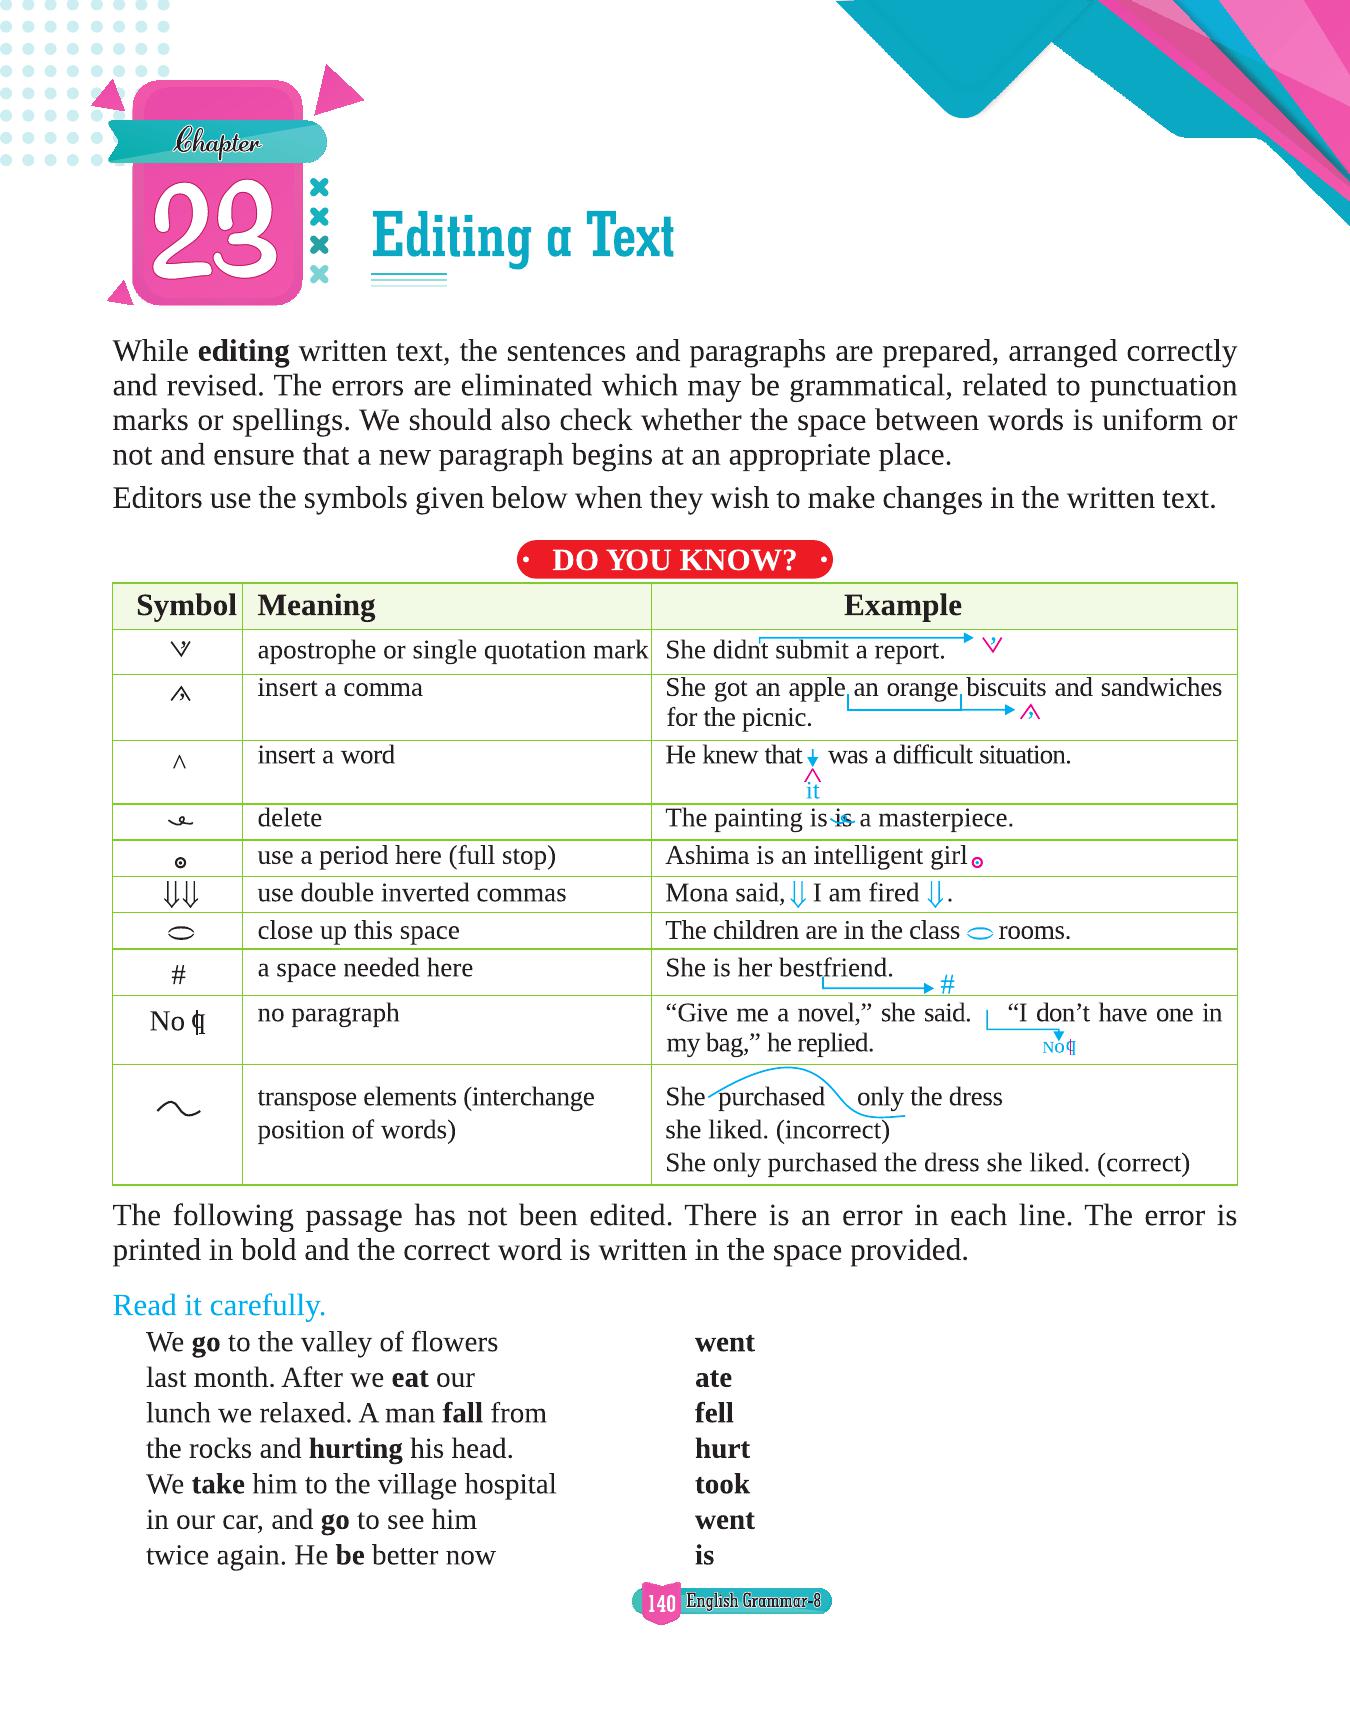 Chapter
23
Editing a Text
While editing written text, the sentences and paragraphs are prepared, arranged correctly
and revised. The errors are eliminated which may be grammatical, related to punctuation
marks or spellings. We should also check whether the space between words is uniform or
not and ensure that a new paragraph begins at an appropriate place.
Editors use the symbols given below when they wish to make changes in the written text.
DO YOU KNOW?
Symbol Meaning Example
apostrophe or single quotation mark She didnt submit a report.
insert a comma She got an apple an orange biscuits and sandwiches
for the picnic.
^ insert a word He knew that was a difficult situation.
it
delete The painting is is a masterpiece.
⊙ use a period here (full stop) Ashima is an intelligent girl ⊙
⇓⇓ use double inverted commas Mona said, ⇓ I am fired ⇓ .
close up this space The children are in the class rooms.
# a space needed here She is her bestfriend.
#
No ¶ no paragraph “Give me a novel,” she said. “I don’t have one in
my bag,” he replied. No¶
transpose elements (interchange She purchased only the dress
position of words) she liked. (incorrect)
She only purchased the dress she liked. (correct)
The following passage has not been edited. There is an error in each line. The error is
printed in bold and the correct word is written in the space provided.
Read it carefully.
We go to the valley of flowers went
last month. After we eat our ate
lunch we relaxed. A man fall from fell
the rocks and hurting his head. hurt
We take him to the village hospital took
in our car, and go to see him went
twice again. He be better now is
140 English Grammar-8